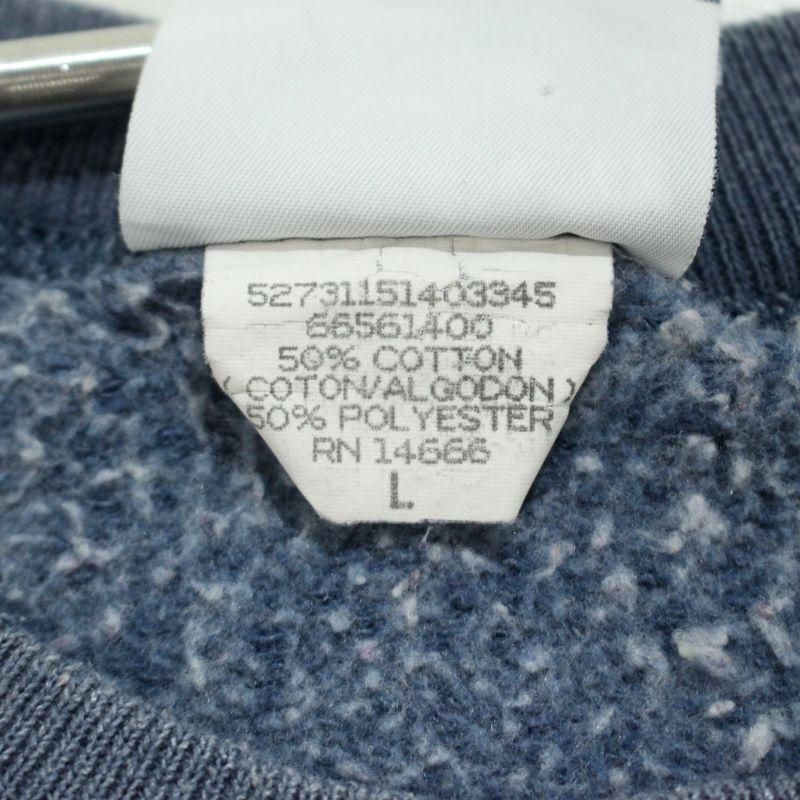 52731151403345
66561400
50% COTTON
( COTON/ALGODON )
50% POLYESTER
RN 14666
L